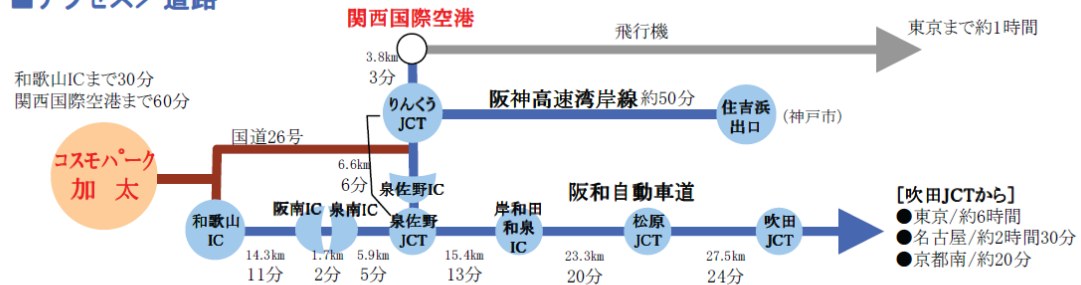 ■アクセス／道路
関西国際空港
飛行機
東京まで約1時間
3.8km
3分
和歌山ICまで30分
関西国際空港まで60分
りんくう
JCT
阪神高速湾岸線 約50分
住吉浜
出口
(神戸市)
国道26号
コスモパーク
加 太
6.6km
6分
泉佐野IC
阪和自動車道
和歌山
IC
阪南IC
泉南IC
泉佐野
JCT
岸和田
和泉
IC
松原
JCT
吹田
JCT
14.3km
11分
1.7km
2分
5.9km
5分
15.4km
13分
23.3km
20分
27.5km
24分
[吹田JCTから]
●東京/約6時間
●名古屋/約2時間30分
●京都南/約20分